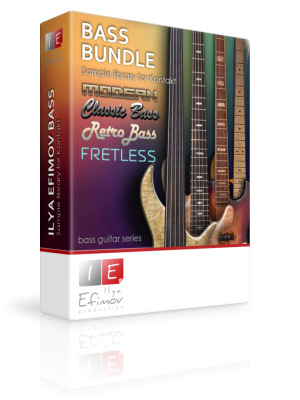 BASS
BUNDLE
Sample library for Kontakt
MODERN
Classic Bass
Retro Bass
FRETLESS
bass guitar series
I E
Ilya
Efimov
production
I E
ILYA EFIMOV BASS
Sample library for Kontakt